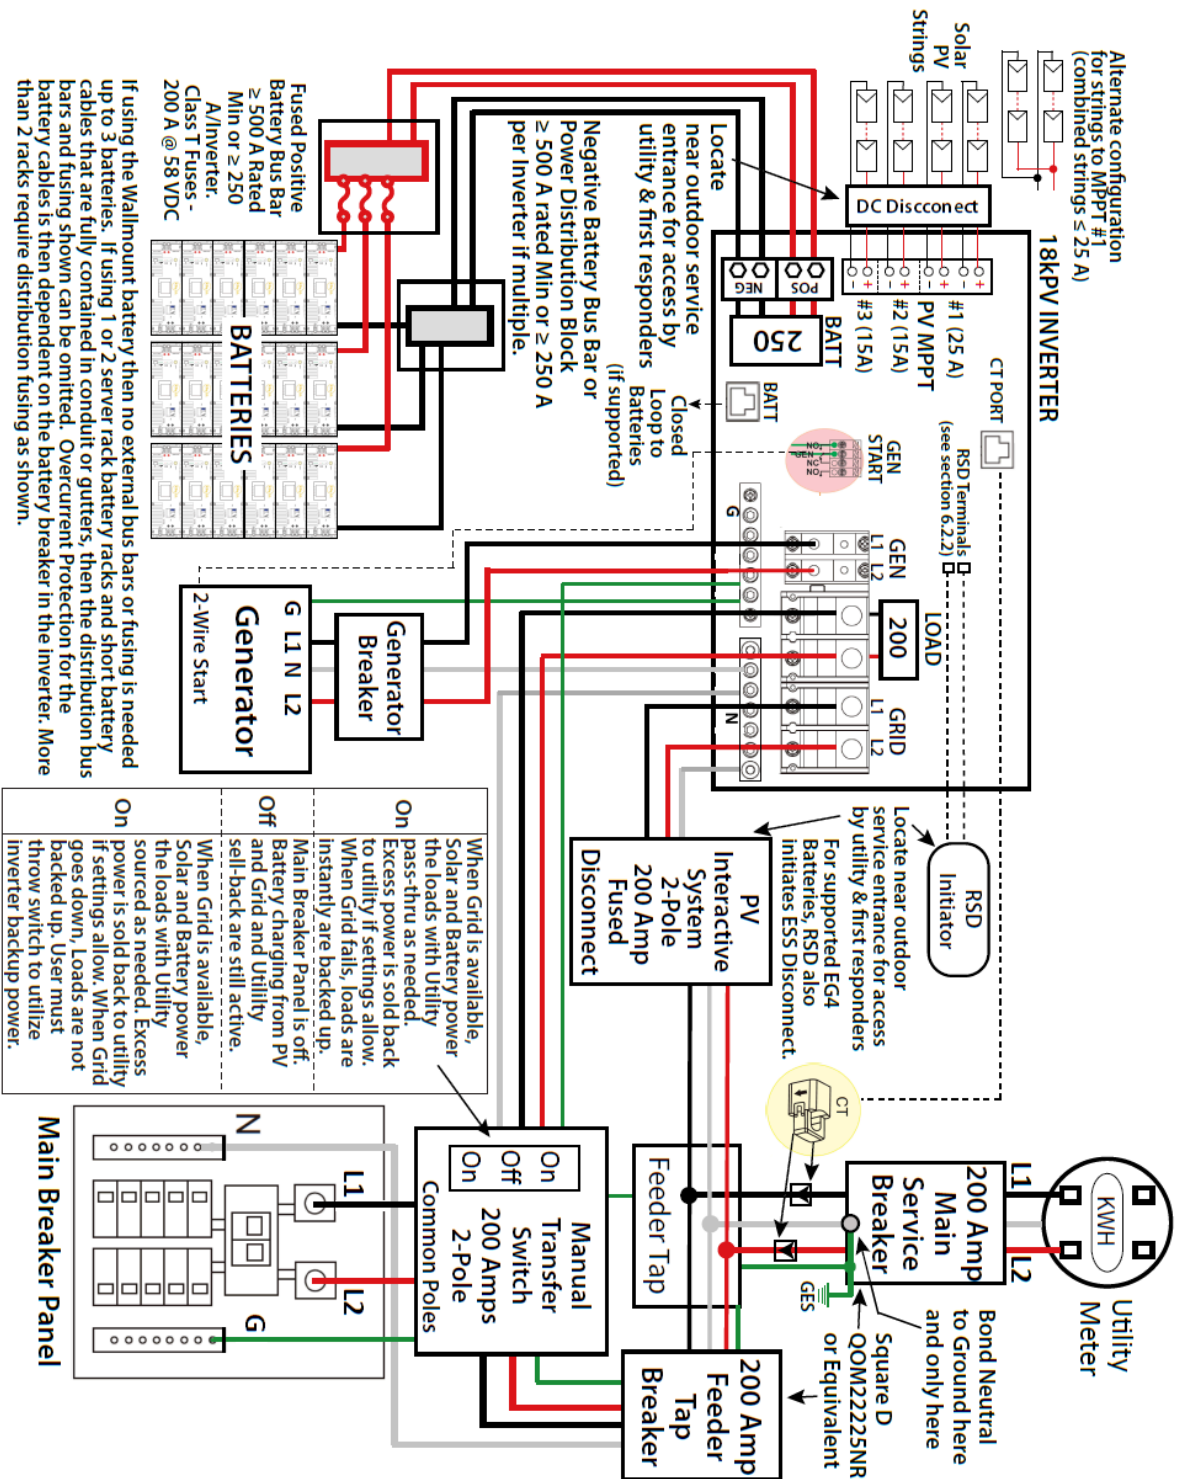 Alternate configuration
for strings to MPPT #1
(combined strings ≤ 25 A)
Solar
PV
Strings
DC Discconect
Locate
near outdoor service
entrance for access by
utility & first responders
18kPV INVERTER
+
−
+
−
+
−
+
−
#1 (25 A)
PV MPPT
#2 (15A)
#3 (15A)
POS
NEG
BATT
250
CT PORT
RSD Terminals
(see section 6.2.2)
BATT
Closed
Loop to
Batteries
(if supported)
GEN
START
NO2
GEN
NC1
NO1
G
GEN
L1
L2
LOAD
200
GRID
L1
L2
N
Negative Battery Bus Bar or
Power Distribution Block
≥ 500 A rated Min or ≥ 250 A
per Inverter if multiple.
Fused Positive
Battery Bus Bar
≥ 500 A Rated
Min or ≥ 250
A/Inverter.
Class T Fuses -
200 A @ 58 VDC
BATTERIES
If using the Wallmount battery then no external bus bars or fusing is needed
up to 3 batteries. If using 1 or 2 server rack battery racks and short battery
cables that are fully contained in conduit or gutters, then the distribution bus
bars and fusing shown can be omitted. Overcurrent Protection for the
battery cables is then dependent on the battery breaker in the inverter. More
than 2 racks require distribution fusing as shown.
Generator
Breaker
G L1 N L2
Generator
2-Wire Start
RSD
Initiator
Locate near outdoor
service entrance for access
by utility & first responders
For supported EG4
Batteries, RSD also
initiates ESS Disconnect.
PV
Interactive
System
2-Pole
200 Amp
Fused
Disconnect
On
When Grid is available,
Solar and Battery power
the loads with Utility
pass-thru as needed.
Excess power is sold back
to utility if settings allow.
When Grid fails, loads are
instantly are backed up.
Off
Main Breaker Panel is off.
Battery charging from PV
and Grid and Utlility
sell-back are still active.
On
When Grid is available,
Solar and Battery power
the loads with Utility
sourced as needed. Excess
power is sold back to utility
if settings allow. When Grid
goes down, Loads are not
backed up. User must
throw switch to utilize
inverter backup power.
CT
KWH
Utility
Meter
L1
L2
200 Amp
Main
Service
Breaker
GES
Bond Neutral
to Ground here
and only here
Square D
QOM22225NR
or Equivalent
Feeder Tap
200 Amp
Feeder
Tap
Breaker
Manual
Transfer
Switch
200 Amps
2-Pole
Common Poles
On
Off
On
N
L1
L2
G
Main Breaker Panel